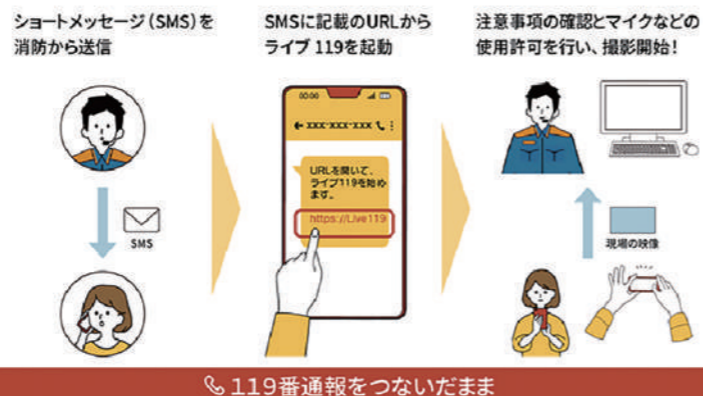 ショートメッセージ(SMS)を
消防から送信
SMSに記載のURLから
ライブ119を起動
注意事項の確認とマイクなどの
使用許可を行い、撮影開始!
00:00
xxx-xxx-xxx
URLを開いて、
ライブ119を始め
ます。
https://Live119
SMS
現場の映像
119番通報をつないだまま